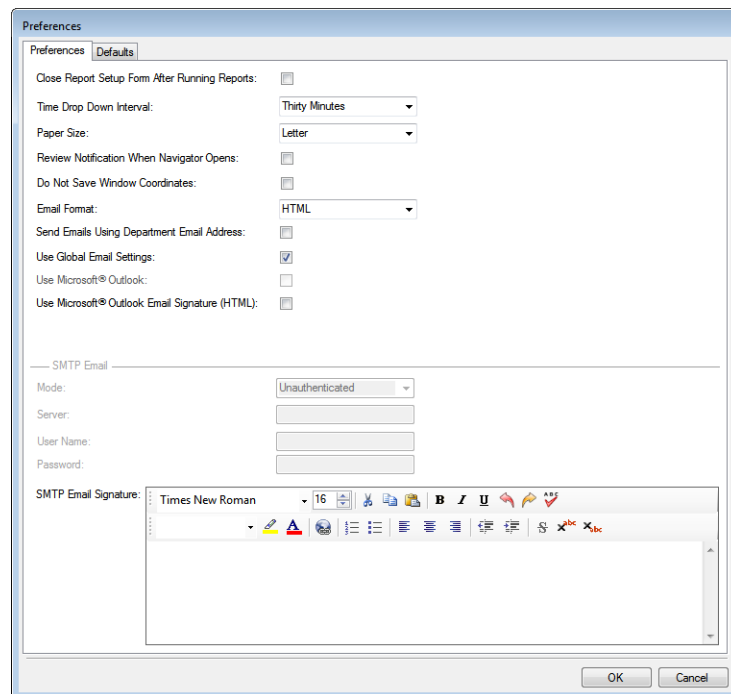 Preferences
Preferences Defaults
Close Report Setup Form After Running Reports:
Time Drop Down Interval: Thirty Minutes
Paper Size: Letter
Review Notification When Navigator Opens:
Do Not Save Window Coordinates:
Email Format: HTML
Send Emails Using Department Email Address:
Use Global Email Settings:
Use Microsoft® Outlook:
Use Microsoft® Outlook Email Signature (HTML):
SMTP Email
Mode: Unauthenticated
Server:
User Name:
Password:
SMTP Email Signature: Times New Roman 16 B I U ABC
A S xabc xabc
OK Cancel